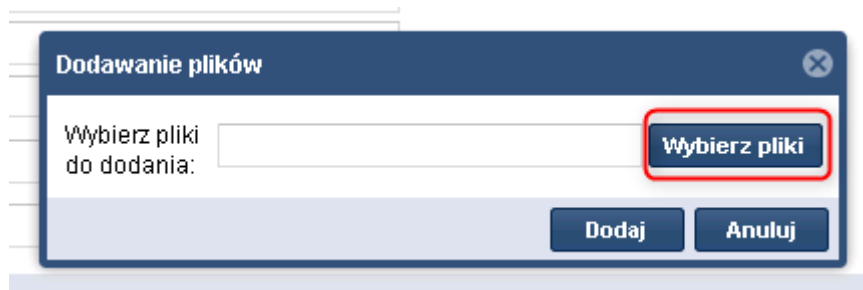 Dodawanie plików
Wybierz pliki
do dodania:
Wybierz pliki
Dodaj
Anuluj